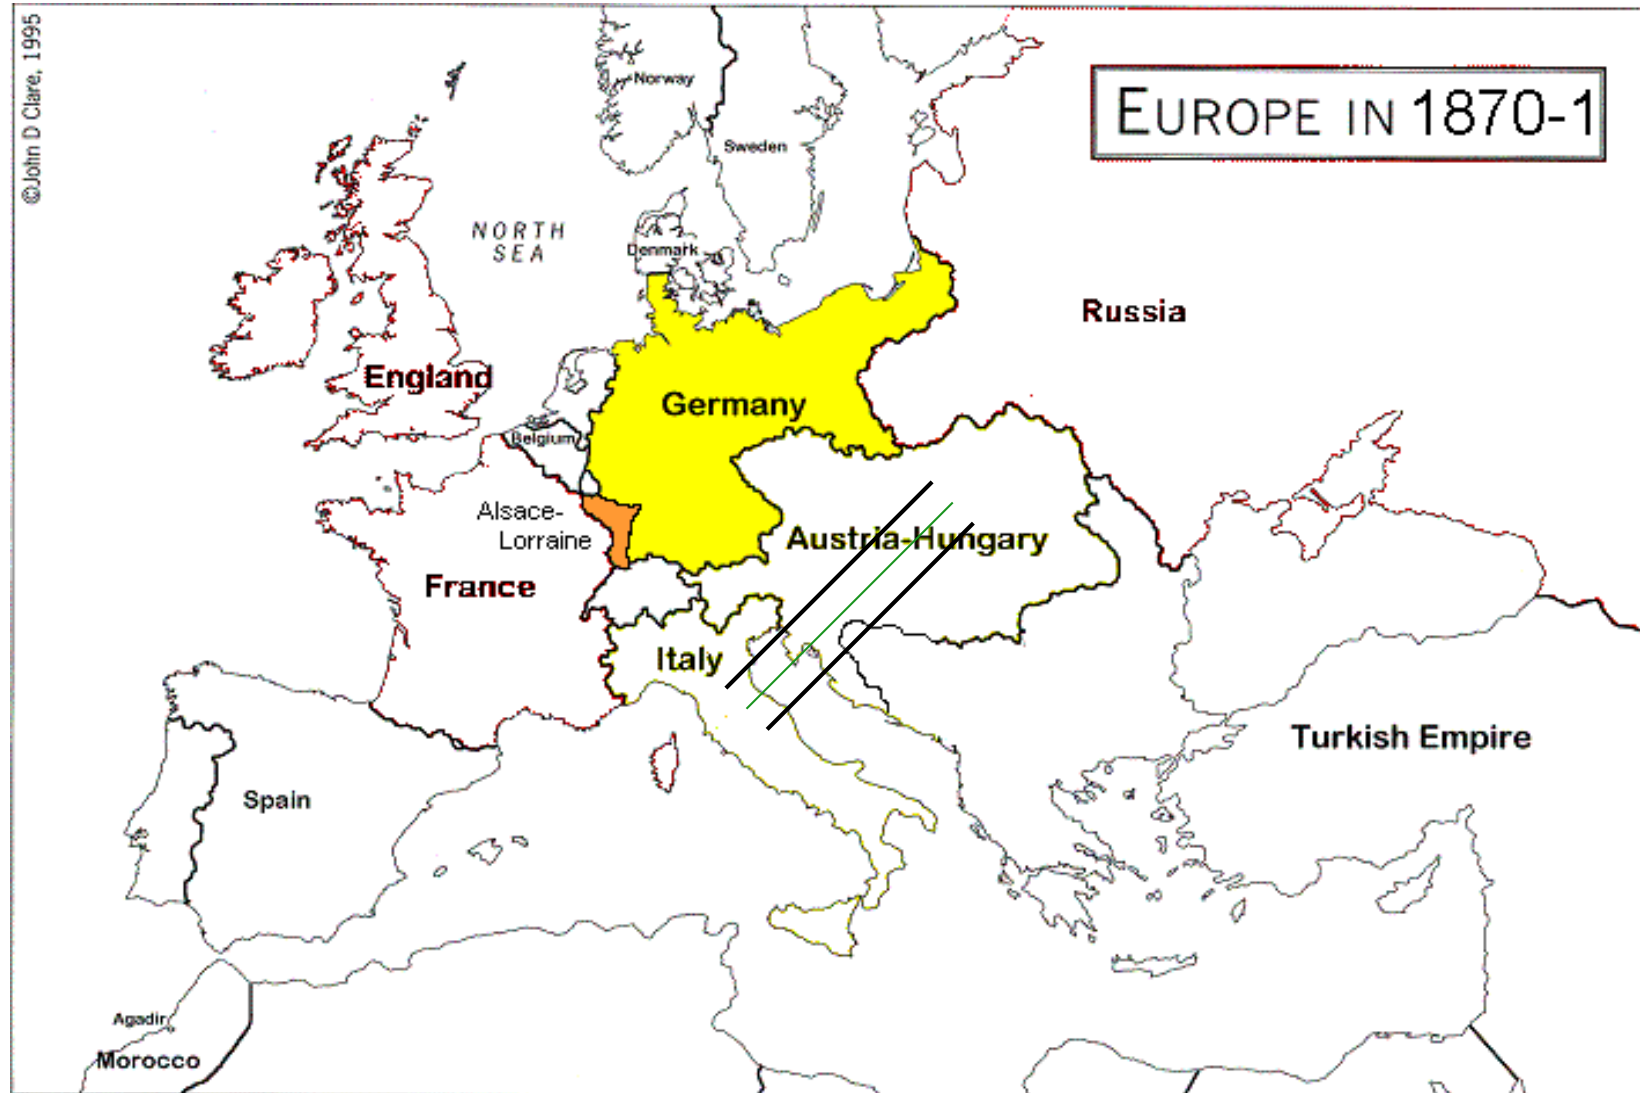 ©John D Clare, 1995
EUROPE IN 1870-1
Norway
Sweden
NORTH
SEA
Denmark
Russia
England
Germany
Belgium
Alsace-
Lorraine
Austria-Hungary
France
Italy
Turkish Empire
Spain
Agadir
Morocco